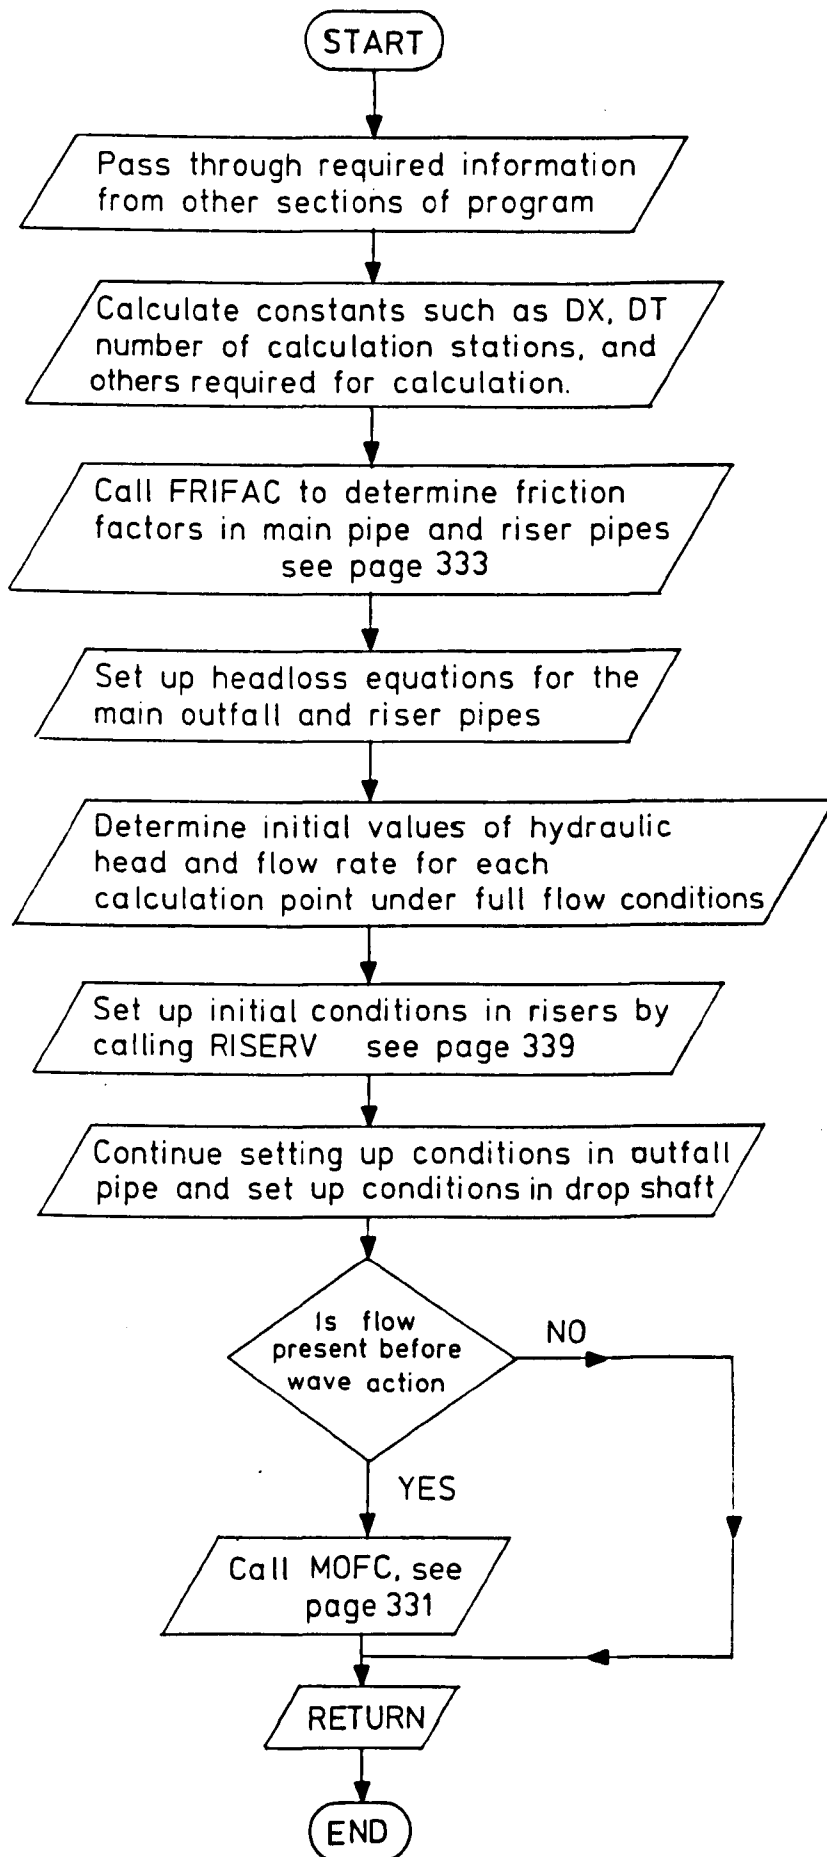 START
Pass through required information
from other sections of program
Calculate constants such as DX, DT
number of calculation stations, and
others required for calculation.
Call FRIFAC to determine friction
factors in main pipe and riser pipes
see page 333
Set up headloss equations for the
main outfall and riser pipes
Determine initial values of hydraulic
head and flow rate for each
calculation point under full flow conditions
Set up initial conditions in risers by
calling RISERV see page 339
Continue setting up conditions in outfall
pipe and set up conditions in drop shaft
Is flow
present before
wave action
NO
YES
Call MOFC, see
page 331
RETURN
END